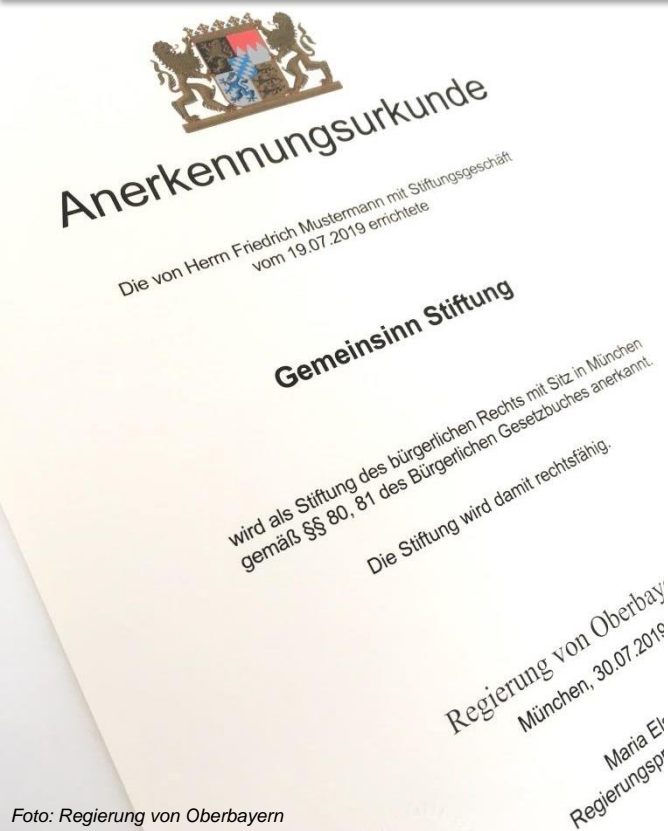 Anerkennungsurkunde
Die von Herrn Friedrich Mustermann mit Stiftungsgeschäft
vom 19.07.2019 errichtete
Gemeinsinn Stiftung
wird als Stiftung des bürgerlichen Rechts mit Sitz in München
gemäß §§ 80, 81 des Bürgerlichen Gesetzbuches anerkannt.
Die Stiftung wird damit rechtsfähig.
Regierung von
München, 30.07.2019
Maria
Foto: Regierung von Oberbayern